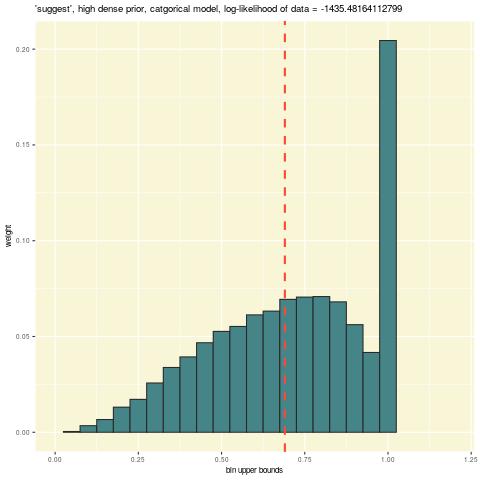 'suggest', high dense prior, catgorical model, log-likelihood of data = -1435.48164112799
0.20
0.15
weight
0.10
0.05
0.00
0.00 0.25 0.50 0.75 1.00 1.25
bin upper bounds